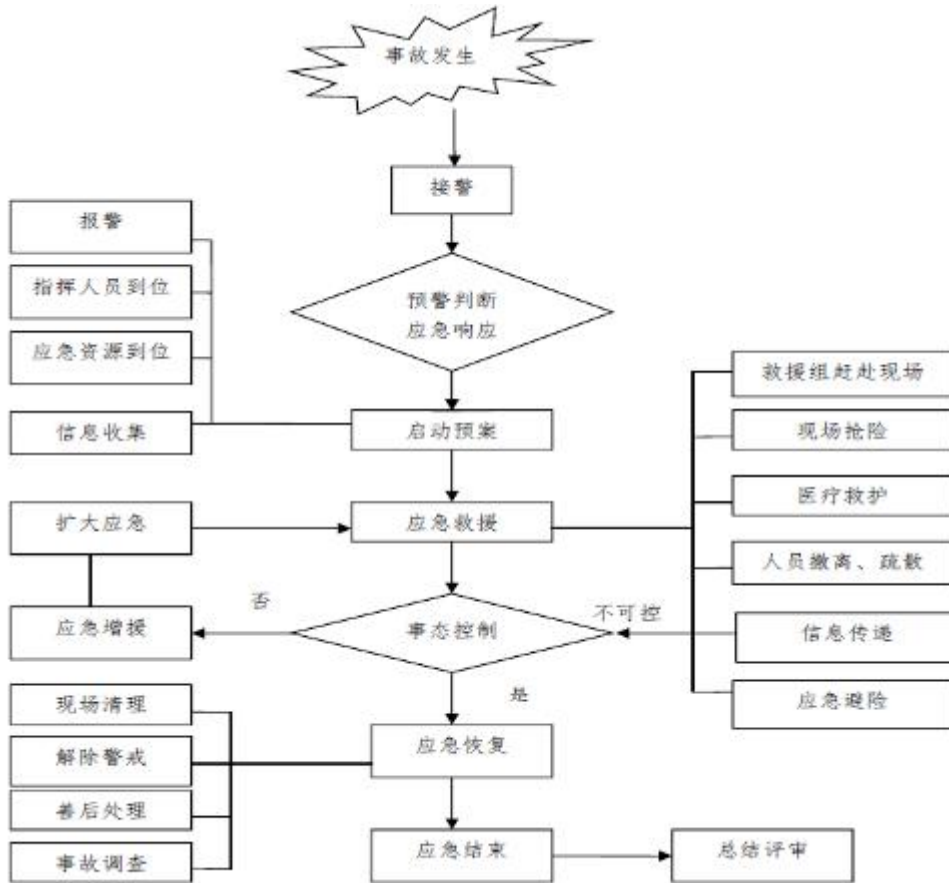 事故发生
接警
报警
指挥人员到位
应急资源到位
信息收集
预警判断
应急响应
启动预案
救援组赶赴现场
现场抢险
医疗救护
人员撤离、疏散
信息传递
应急避险
扩大应急
应急救援
应急增援
否
事态控制
不可控
是
现场清理
解除警戒
善后处理
事故调查
应急恢复
应急结束
总结评审